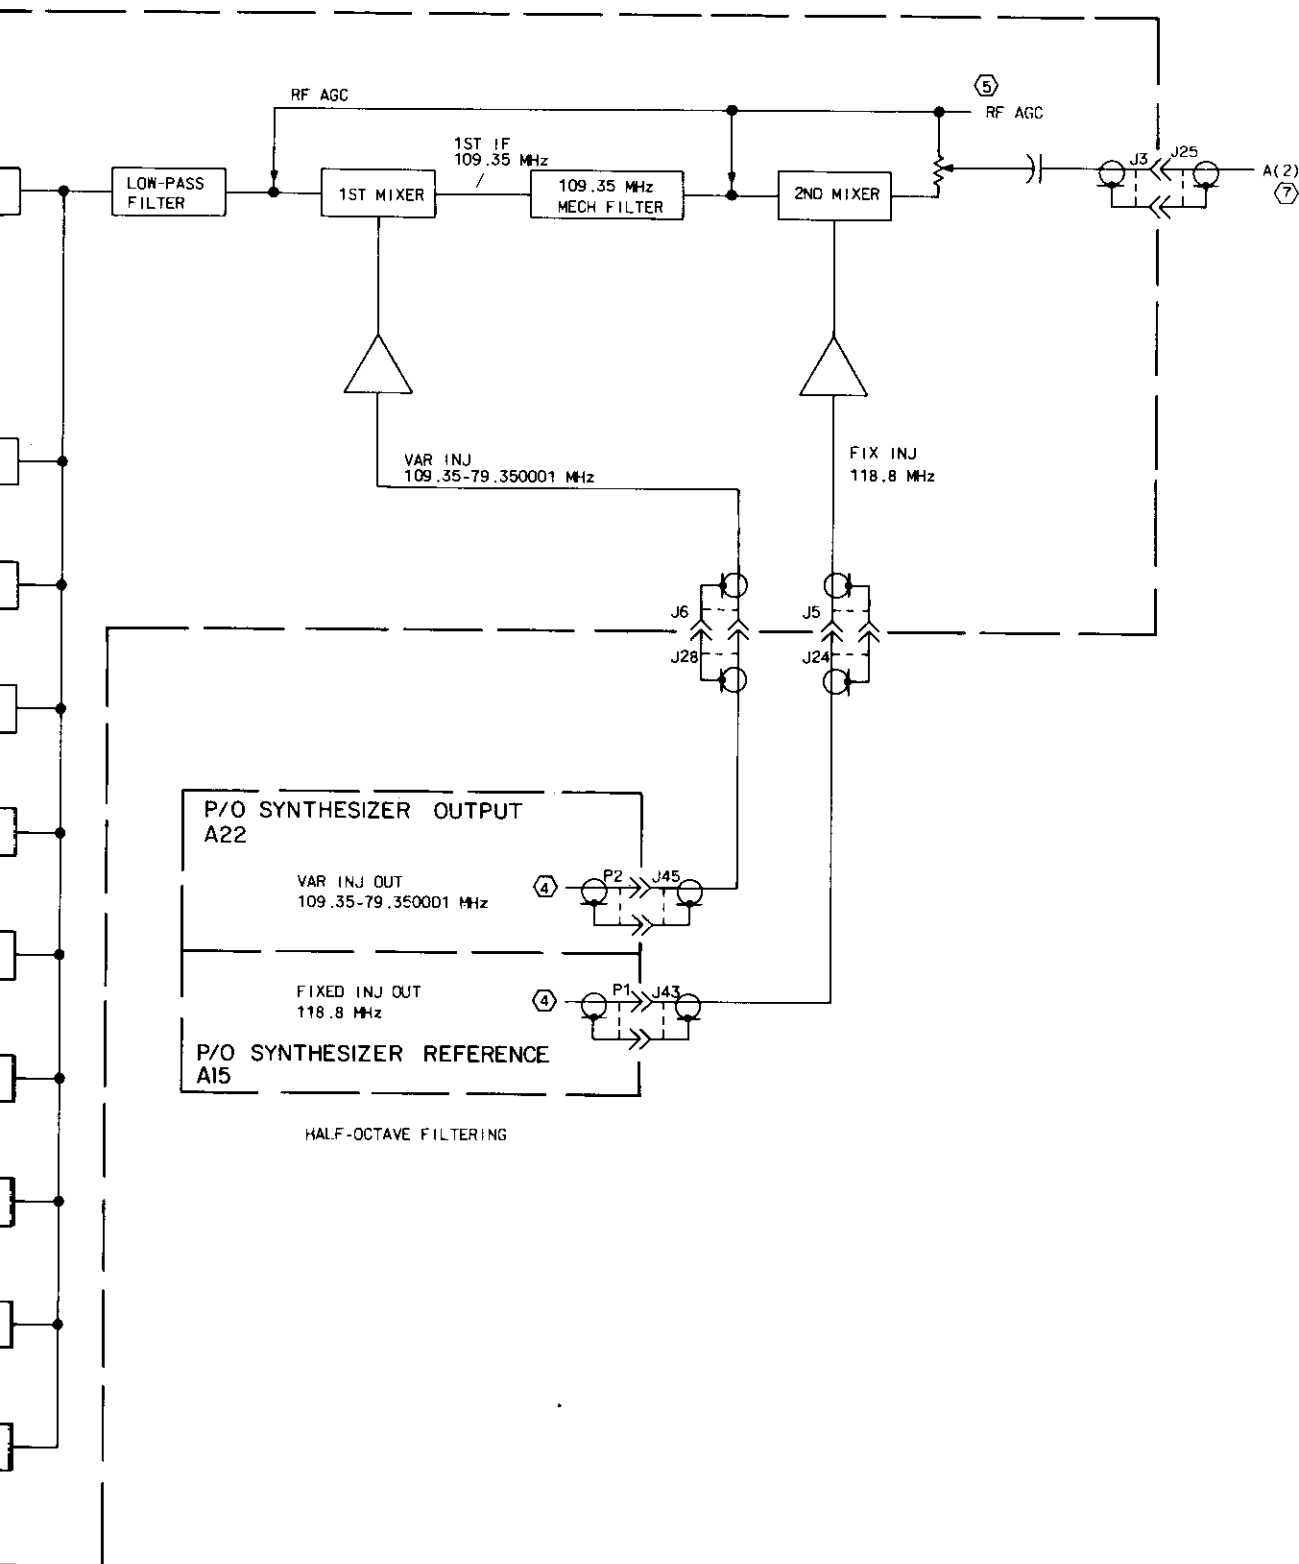 RF AGC
5
RF AGC
1ST IF
109.35 MHz
J3
J25
A(2)
7
LOW-PASS
FILTER
1ST MIXER
109.35 MHz
MECH FILTER
2ND MIXER
VAR INJ
109.35-79.350001 MHz
FIX INJ
118.8 MHz
J6
J5
J28
J24
P/O SYNTHESIZER OUTPUT
A22
VAR INJ OUT
109.35-79.350001 MHz
4
P2
J45
FIXED INJ OUT
118.8 MHz
4
P1
J43
P/O SYNTHESIZER REFERENCE
A15
HALF-OCTAVE FILTERING